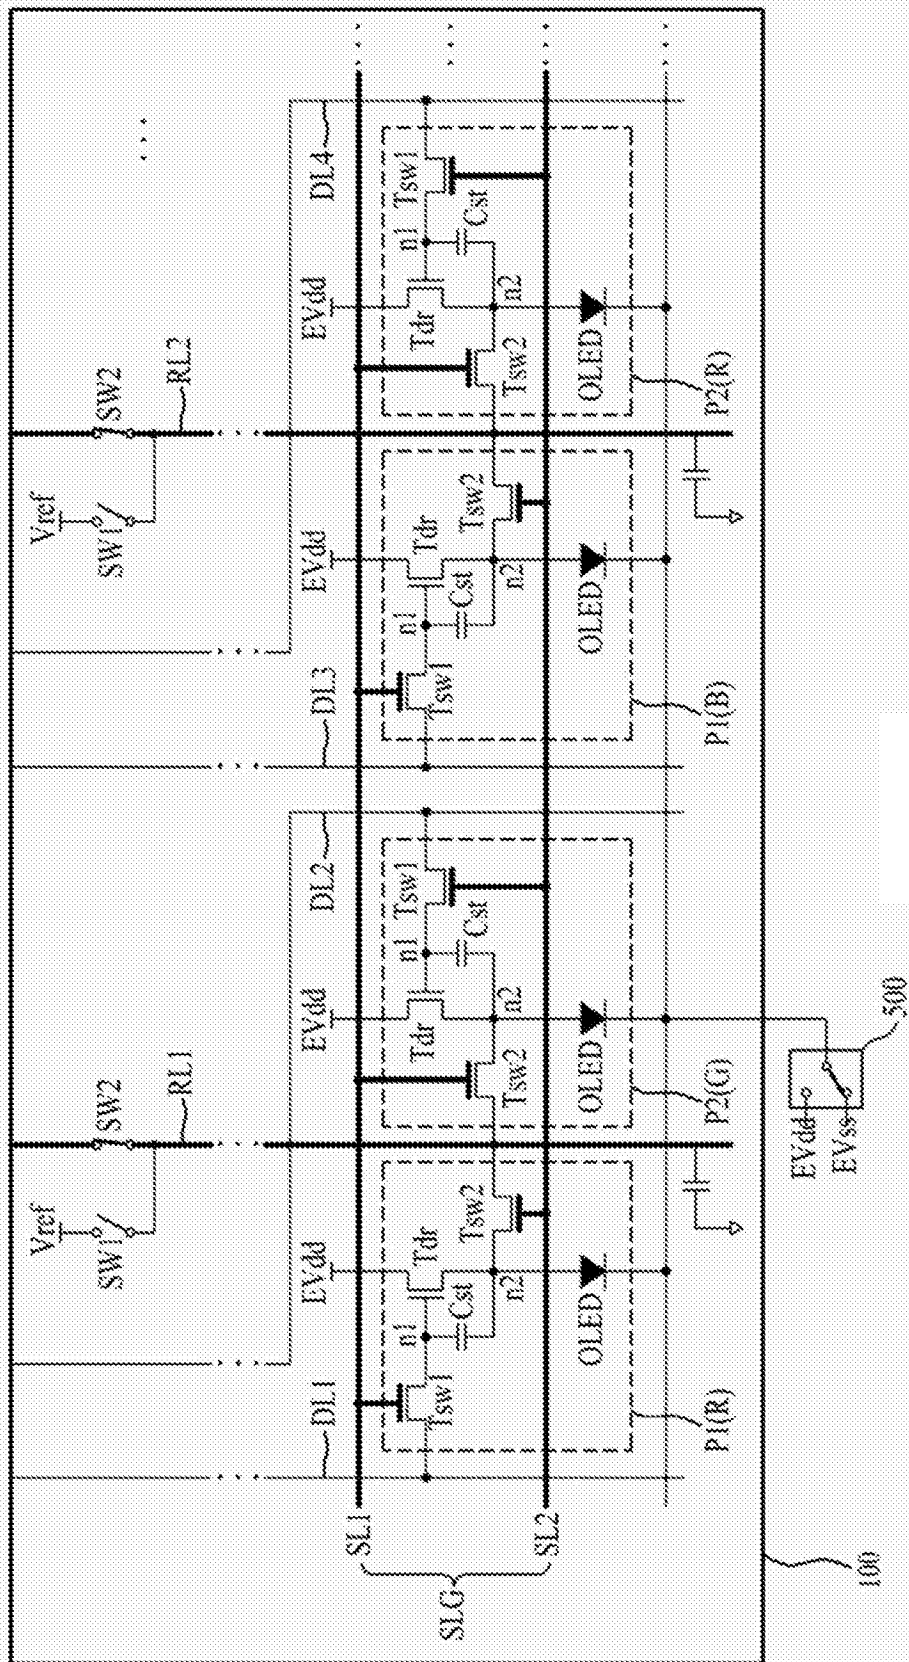 Vref
SW1
SW2
RL1
Vref
SW1
SW2
RL2
DL1
EVdd
EVdd
DL2
DL3
EVdd
EVdd
DL4
SL1
SLG
SL2
Tsw1
n1
Cst
Tdr
Tsw2
n2
OLED
P1(R)
Tdr
n1
Tsw1
Cst
Tsw2
n2
OLED
P2(G)
Tsw1
n1
Cst
Tdr
Tsw2
n2
OLED
P1(B)
Tdr
n1
Tsw1
Cst
Tsw2
n2
OLED
P2(R)
100
EVdd
EVss
500